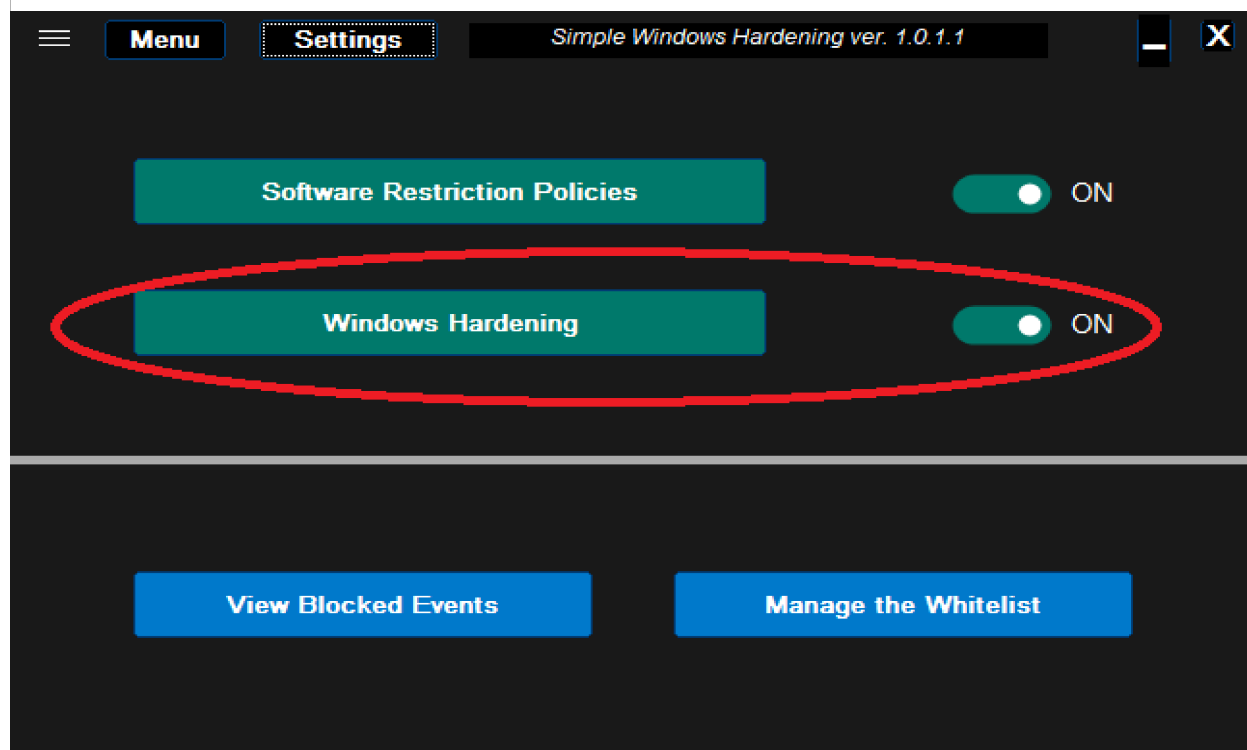 Menu Settings Simple Windows Hardening ver. 1.0.1.1 _ X
Software Restriction Policies ON
Windows Hardening ON
View Blocked Events Manage the Whitelist